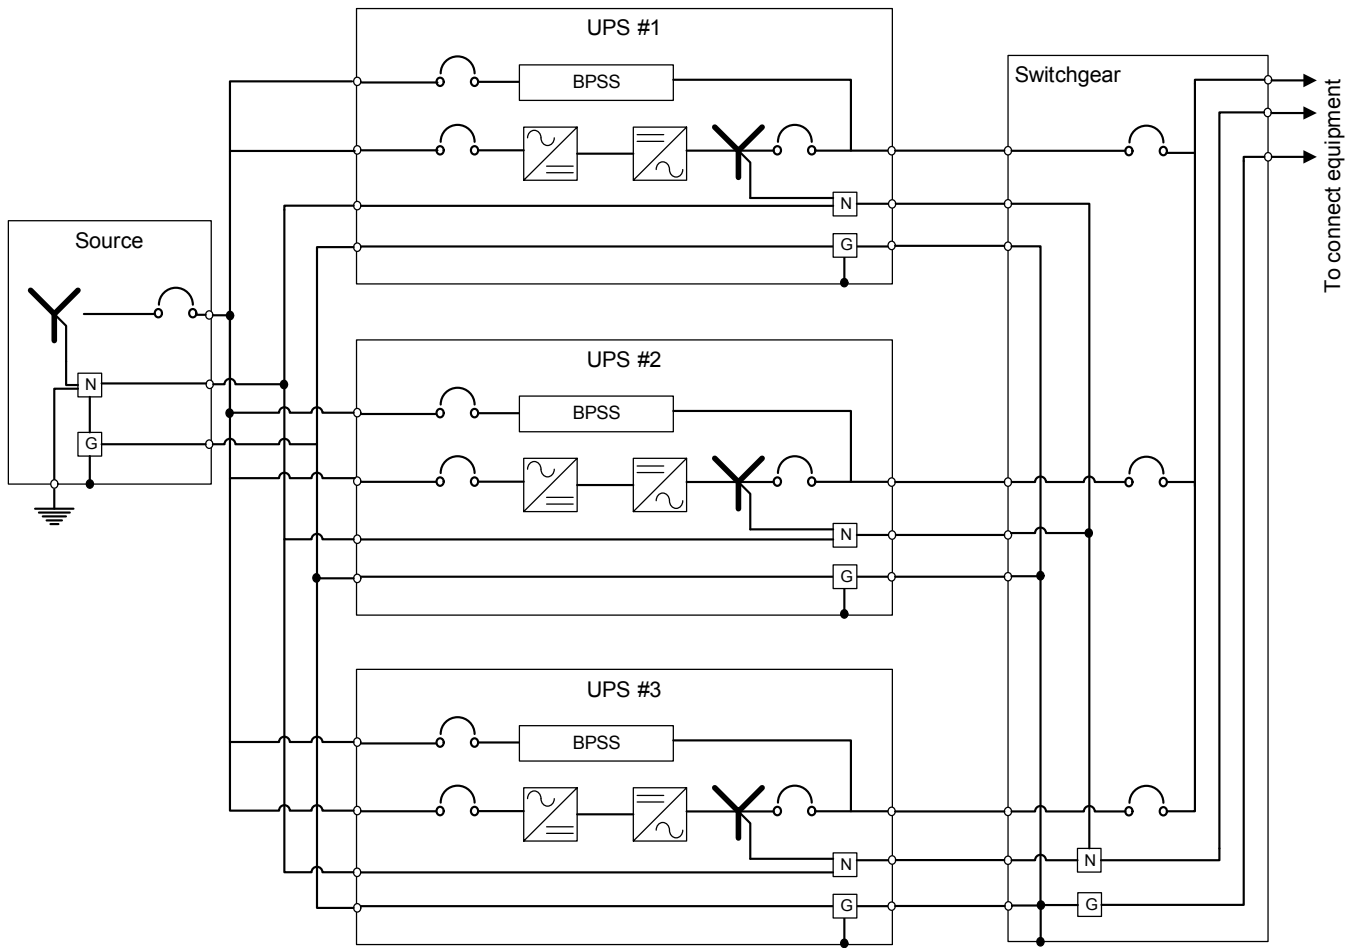 UPS #1
BPSS
N
G
Switchgear
To connect equipment
Source
N
G
UPS #2
BPSS
N
G
UPS #3
BPSS
N
G
N
G